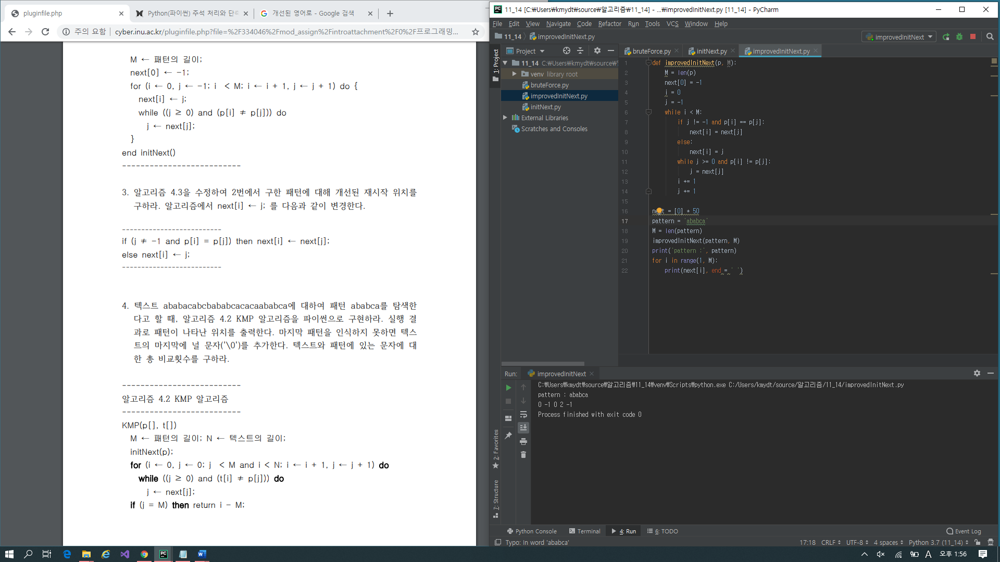 pluginfile.php
Python(파이썬) 주석 처리와 단축
개선된 영어로 - Google 검색
주의 요함
cyber.inu.ac.kr/pluginfile.php?file=%2F334046%2Fmod_assign%2Fintroattachment%2F0%2F프로그래밍...
M ← 패턴의 길이;
next[0] ← -1;
for (i ← 0, j ← -1; i < M; i ← i + 1, j ← j + 1) do {
next[i] ← j;
while ((j ≥ 0) and (p[i] ≠ p[j])) do
j ← next[j];
}
end initNext()
--------------------------
3. 알고리즘 4.3을 수정하여 2번에서 구한 패턴에 대해 개선된 재시작 위치를
구하라. 알고리즘에서 next[i] ← j; 를 다음과 같이 변경한다.
--------------------------
if (j ≠ -1 and p[i] = p[j]) then next[i] ← next[j];
else next[i] ← j;
--------------------------
4. 텍스트 ababacabcbababcacacaababca에 대하여 패턴 ababca를 탐색한
다고 할 때, 알고리즘 4.2 KMP 알고리즘을 파이썬으로 구현하라. 실행 결
과로 패턴이 나타난 위치를 출력한다. 마지막 패턴을 인식하지 못하면 텍스
트의 마지막에 널 문자('\0')를 추가한다. 텍스트와 패턴에 있는 문자에 대
한 총 비교횟수를 구하라.
--------------------------
알고리즘 4.2 KMP 알고리즘
--------------------------
KMP(p[], t[])
M ← 패턴의 길이; N ← 텍스트의 길이;
initNext(p);
for (i ← 0, j ← 0; j < M and i < N; i ← i + 1, j ← j + 1) do
while ((j ≥ 0) and (t[i] ≠ p[j])) do
j ← next[j];
if (j = M) then return i - M;
11_14 [C:\Users\kmydt\source\알고리즘\11_14] - ...\improvedInitNext.py [11_14] - PyCharm
File Edit View Navigate Code Refactor Run Tools VCS Window Help
11_14 improvedInitNext.py
improvedInitNext
1: Project
Project
11_14 C:\Users\kmydt\source\
venv library root
bruteForce.py
improvedInitNext.py
initNext.py
External Libraries
Scratches and Consoles
bruteForce.py initNext.py improvedInitNext.py
1 def improvedInitNext(p, M):
2 M = len(p)
3 next[0] = -1
4 i = 0
5 j = -1
6 while i < M:
7 if j != -1 and p[i] == p[j]:
8 next[i] = next[j]
9 else:
10 next[i] = j
11 while j >= 0 and p[i] != p[j]:
12 j = next[j]
13 i += 1
14 j += 1
15
16 next = [0] * 50
17 pattern = 'ababca'
18 M = len(pattern)
19 improvedInitNext(pattern, M)
20 print('pattern :', pattern)
21 for i in range(1, M):
22 print(next[i], end = ' ')
Run: improvedInitNext
C:\Users\kmydt\source\알고리즘\11_14\venv\Scripts\python.exe C:/Users/kmydt/source/알고리즘/11_14/improvedInitNext.py
pattern : ababca
0 -1 0 2 -1
Process finished with exit code 0
2: Favorites
7: Structure
Python Console Terminal 4: Run 6: TODO Event Log
Typo: In word 'ababca' 17:18 CRLF UTF-8 4 spaces Python 3.7 (11_14)
A 오후 1:56